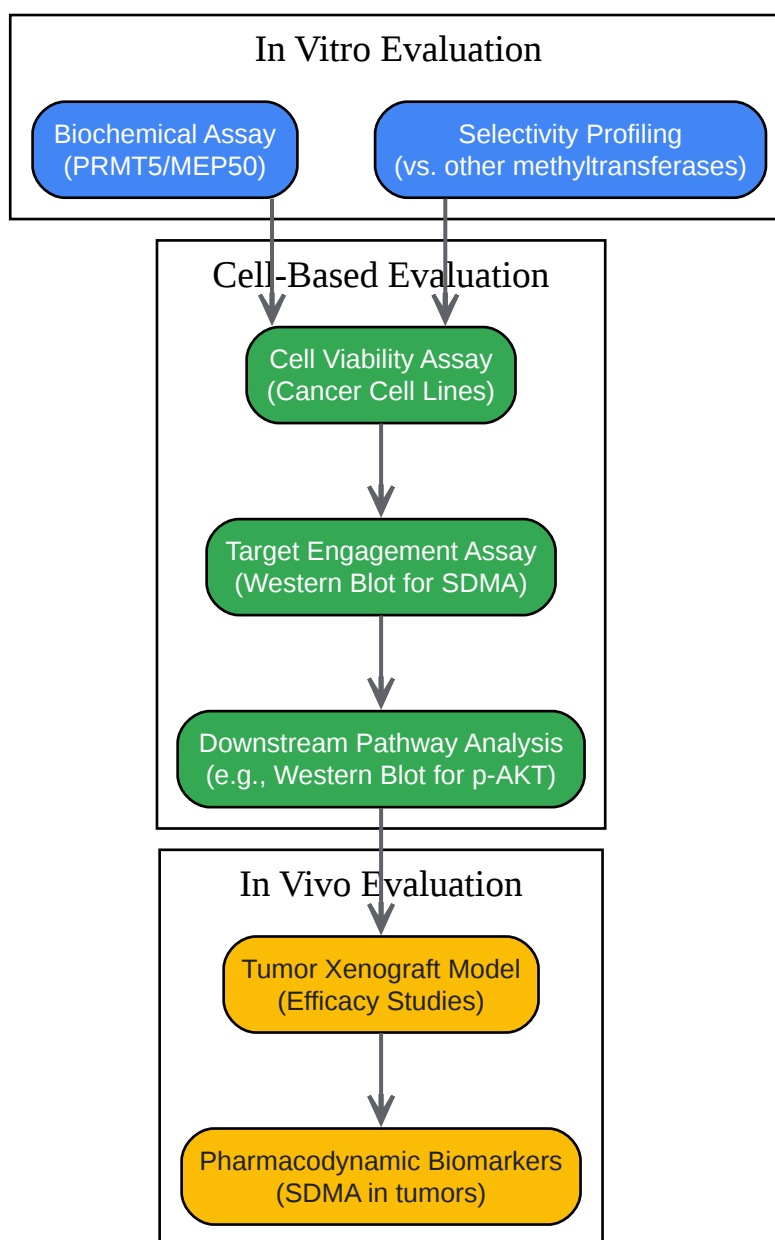 In Vitro Evaluation
Biochemical Assay
(PRMT5/MEP50)
Selectivity Profiling
(vs. other methyltransferases)
Cell-Based Evaluation
Cell Viability Assay
(Cancer Cell Lines)
Target Engagement Assay
(Western Blot for SDMA)
Downstream Pathway Analysis
(e.g., Western Blot for p-AKT)
In Vivo Evaluation
Tumor Xenograft Model
(Efficacy Studies)
Pharmacodynamic Biomarkers
(SDMA in tumors)